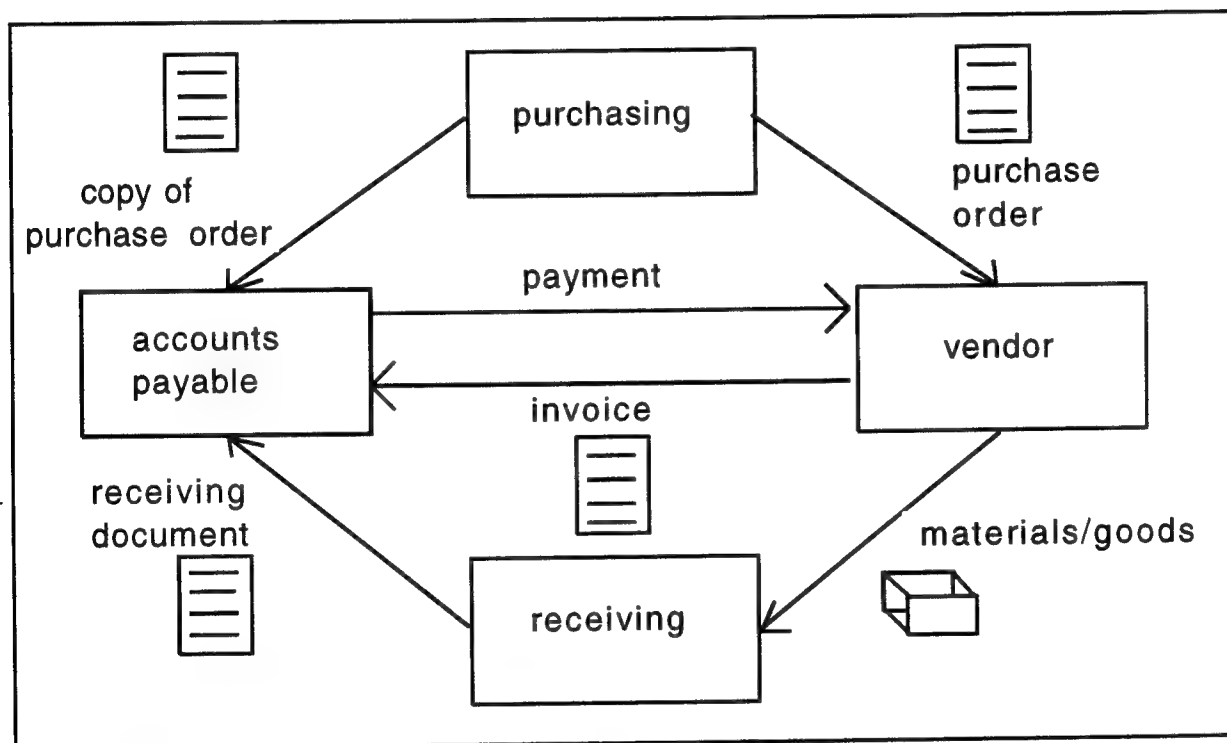 purchasing
copy of
purchase order
purchase
order
payment
accounts
payable
vendor
invoice
receiving
document
materials/goods
receiving